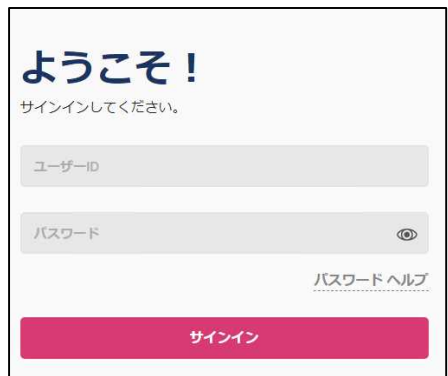 ようこそ！
サインインしてください。
ユーザーID
パスワード
パスワード ヘルプ
サインイン